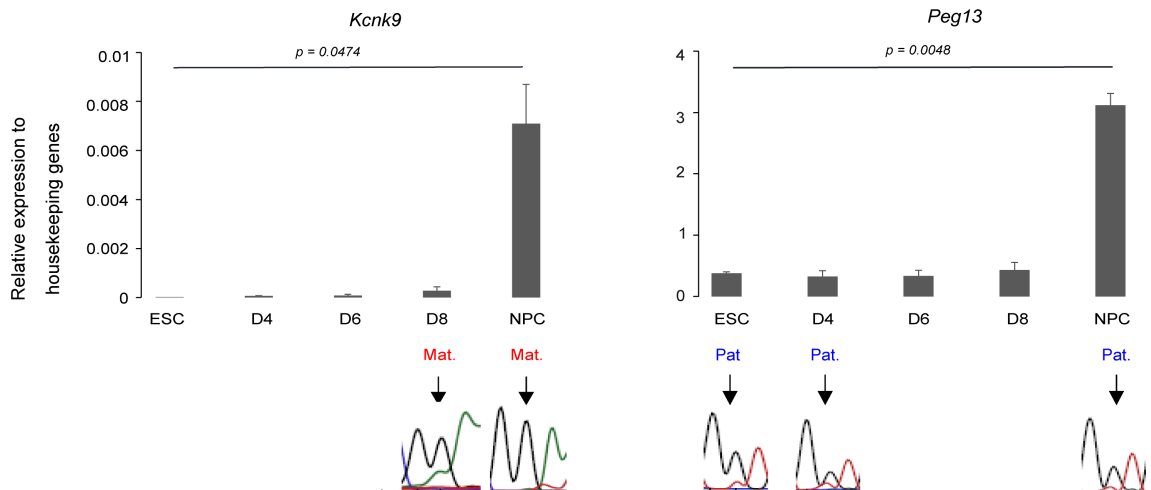 Kcnk9
p = 0.0474
Relative expression to
housekeeping genes
0.01
0.008
0.006
0.004
0.002
0
ESC D4 D6 D8 NPC
Mat. Mat.
Peg13
p = 0.0048
4
3
2
1
0
ESC D4 D6 D8 NPC
Pat Pat. Pat.